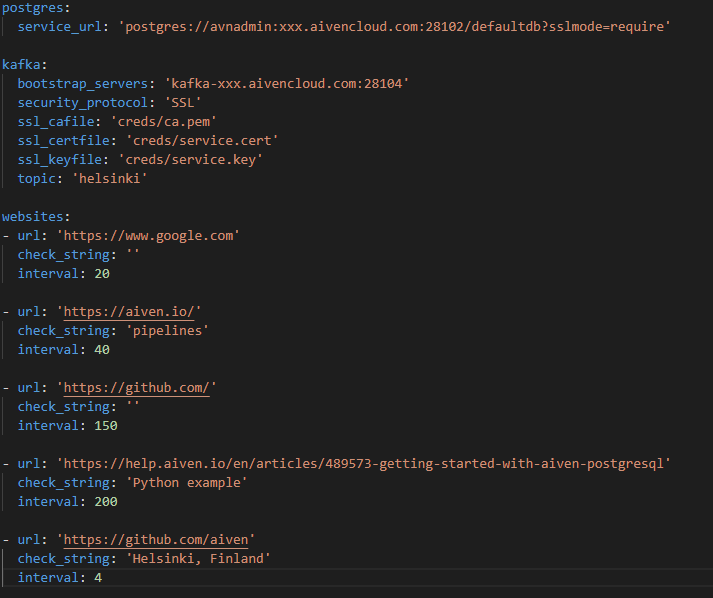 postgres:
  service_url: 'postgres://avnadmin:xxx.aivencloud.com:28102/defaultdb?sslmode=require'

kafka:
  bootstrap_servers: 'kafka-xxx.aivencloud.com:28104'
  security_protocol: 'SSL'
  ssl_cafile: 'creds/ca.pem'
  ssl_certfile: 'creds/service.cert'
  ssl_keyfile: 'creds/service.key'
  topic: 'helsinki'

websites:
- url: 'https://www.google.com'
  check_string: ''
  interval: 20

- url: 'https://aiven.io/'
  check_string: 'pipelines'
  interval: 40

- url: 'https://github.com/'
  check_string: ''
  interval: 150

- url: 'https://help.aiven.io/en/articles/489573-getting-started-with-aiven-postgresql'
  check_string: 'Python example'
  interval: 200

- url: 'https://github.com/aiven'
  check_string: 'Helsinki, Finland'
  interval: 4